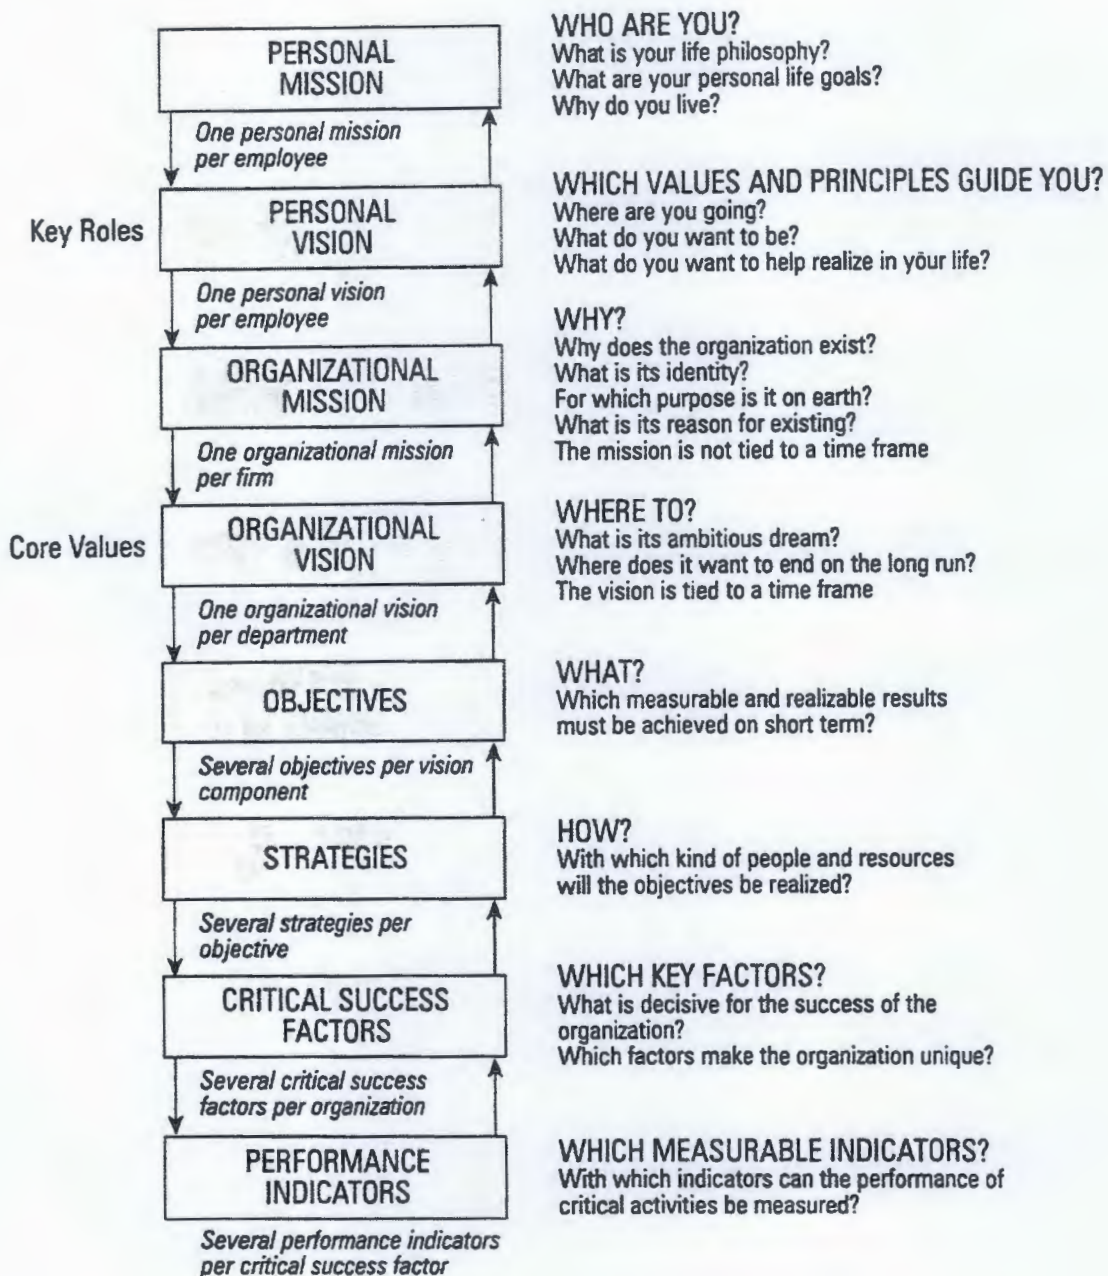 PERSONAL
MISSION
WHO ARE YOU?
What is your life philosophy?
What are your personal life goals?
Why do you live?
One personal mission
per employee
Key Roles
PERSONAL
VISION
WHICH VALUES AND PRINCIPLES GUIDE YOU?
Where are you going?
What do you want to be?
What do you want to help realize in your life?
One personal vision
per employee
ORGANIZATIONAL
MISSION
WHY?
Why does the organization exist?
What is its identity?
For which purpose is it on earth?
What is its reason for existing?
The mission is not tied to a time frame
One organizational mission
per firm
Core Values
ORGANIZATIONAL
VISION
WHERE TO?
What is its ambitious dream?
Where does it want to end on the long run?
The vision is tied to a time frame
One organizational vision
per department
OBJECTIVES
WHAT?
Which measurable and realizable results
must be achieved on short term?
Several objectives per vision
component
STRATEGIES
HOW?
With which kind of people and resources
will the objectives be realized?
Several strategies per
objective
CRITICAL SUCCESS
FACTORS
WHICH KEY FACTORS?
What is decisive for the success of the
organization?
Which factors make the organization unique?
Several critical success
factors per organization
PERFORMANCE
INDICATORS
WHICH MEASURABLE INDICATORS?
With which indicators can the performance of
critical activities be measured?
Several performance indicators
per critical success factor